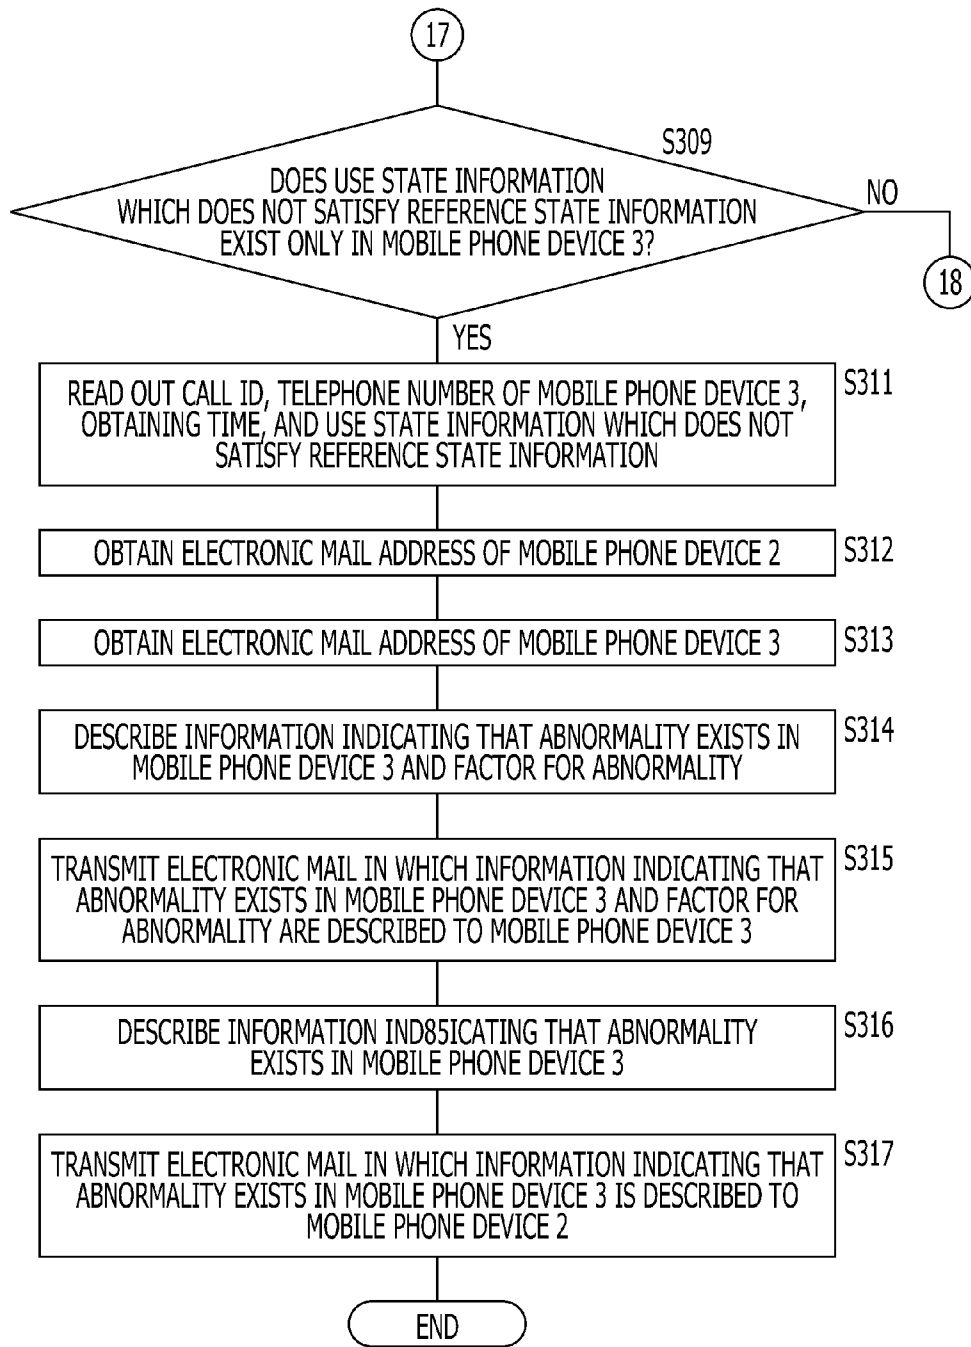 17
S309
DOES USE STATE INFORMATION
WHICH DOES NOT SATISFY REFERENCE STATE INFORMATION
EXIST ONLY IN MOBILE PHONE DEVICE 3?
NO
18
YES
READ OUT CALL ID, TELEPHONE NUMBER OF MOBILE PHONE DEVICE 3,
OBTAINING TIME, AND USE STATE INFORMATION WHICH DOES NOT
SATISFY REFERENCE STATE INFORMATION
S311
OBTAIN ELECTRONIC MAIL ADDRESS OF MOBILE PHONE DEVICE 2
S312
OBTAIN ELECTRONIC MAIL ADDRESS OF MOBILE PHONE DEVICE 3
S313
DESCRIBE INFORMATION INDICATING THAT ABNORMALITY EXISTS IN
MOBILE PHONE DEVICE 3 AND FACTOR FOR ABNORMALITY
S314
TRANSMIT ELECTRONIC MAIL IN WHICH INFORMATION INDICATING THAT
ABNORMALITY EXISTS IN MOBILE PHONE DEVICE 3 AND FACTOR FOR
ABNORMALITY ARE DESCRIBED TO MOBILE PHONE DEVICE 3
S315
DESCRIBE INFORMATION IND85ICATING THAT ABNORMALITY
EXISTS IN MOBILE PHONE DEVICE 3
S316
TRANSMIT ELECTRONIC MAIL IN WHICH INFORMATION INDICATING THAT
ABNORMALITY EXISTS IN MOBILE PHONE DEVICE 3 IS DESCRIBED TO
MOBILE PHONE DEVICE 2
S317
END